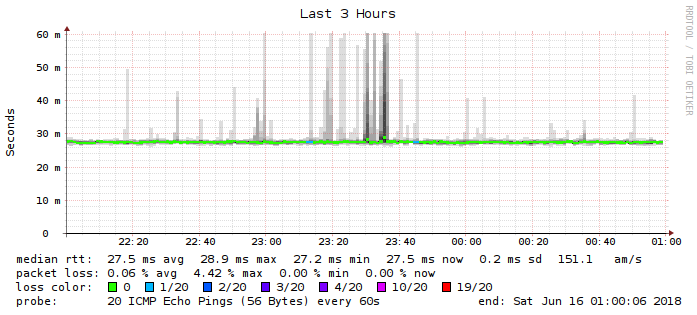 Last 3 Hours
RRDTOOL / TOBI OETIKER
Seconds
60 m
50 m
40 m
30 m
20 m
10 m
0
22:20 22:40 23:00 23:20 23:40 00:00 00:20 00:40 01:00
median rtt: 27.5 ms avg 28.9 ms max 27.2 ms min 27.5 ms now 0.2 ms sd 151.1 am/s
packet loss: 0.06 % avg 4.42 % max 0.00 % min 0.00 % now
loss color: 0 1/20 2/20 3/20 4/20 10/20 19/20
probe: 20 ICMP Echo Pings (56 Bytes) every 60s end: Sat Jun 16 01:00:06 2018